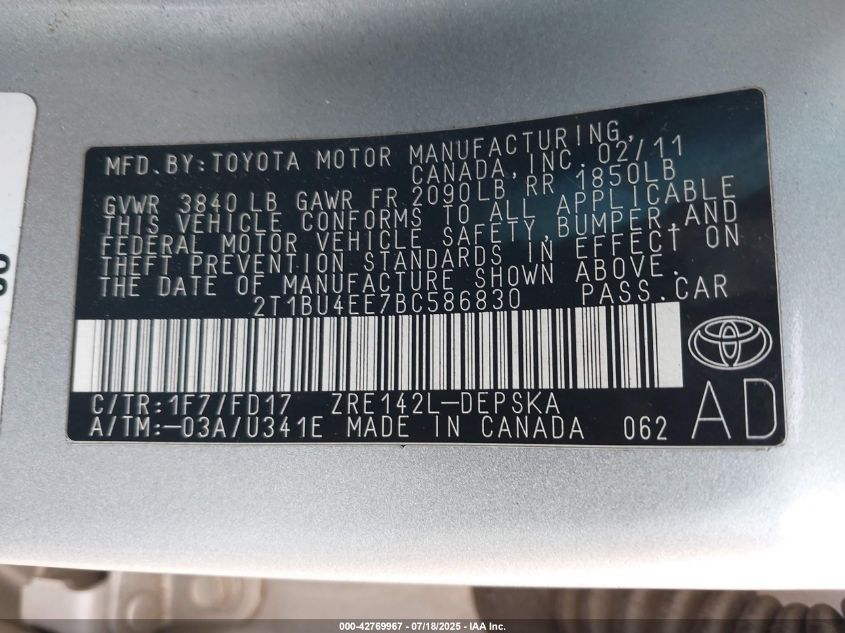 MFD. BY: TOYOTA MOTOR MANUFACTURING,
CANADA, INC. 02/11
GVWR 3840 LB GAWR FR 2090LB RR 1850LB
THIS VEHICLE CONFORMS TO ALL APPLICABLE
FEDERAL MOTOR VEHICLE SAFETY, BUMPER, AND
THEFT PREVENTION STANDARDS IN EFFECT ON
THE DATE OF MANUFACTURE SHOWN ABOVE.
2T1BU4EE7BC586830 PASS. CAR
C/TR: 1F7/FD17 ZRE142L-DEPSKA
A/TM:-03A/U341E MADE IN CANADA 062
AD
000-42769967 - 07/18/2025 - IAA Inc.